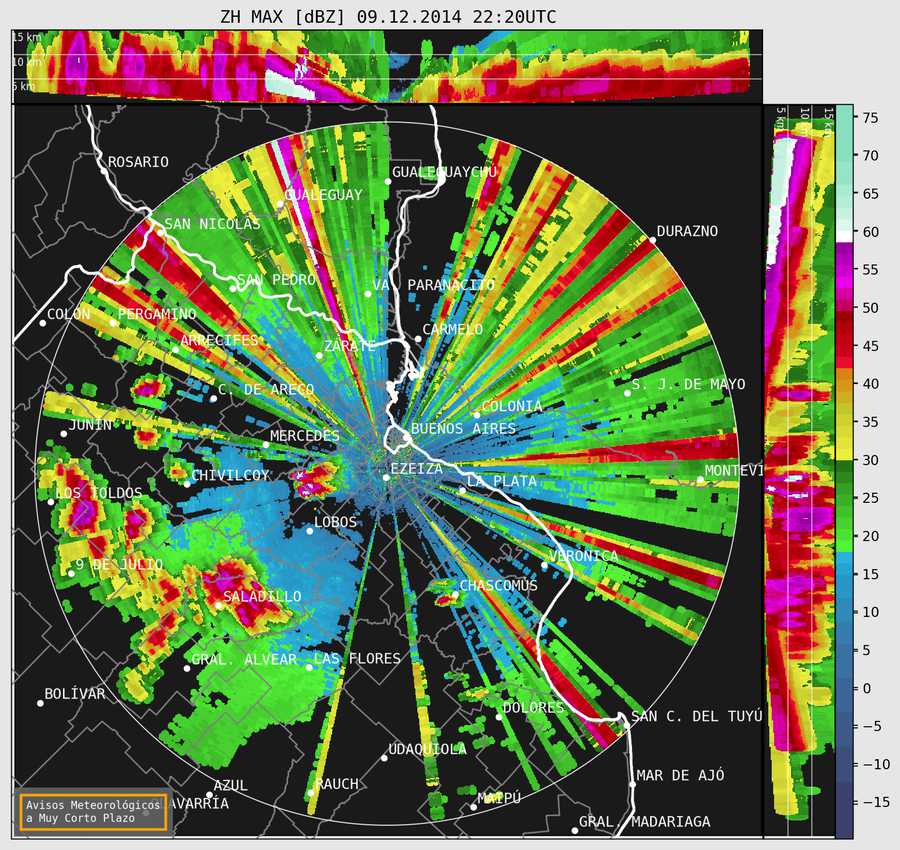 ZH MAX [dBZ] 09.12.2014 22:20UTC
15 km
10 km
5 km
5 km
10 km
15 km
75
70
65
60
55
50
45
40
35
30
25
20
15
10
5
0
−5
−10
−15
ROSARIO
GUALEGUAYCHÚ
GUALEGUAY
SAN NICOLÁS
DURAZNO
SAN PEDRO
VA. PARANACITO
COLÓN
PERGAMINO
CARMELO
ARRECIFES
ZÁRATE
S. J. DE MAYO
C. DE ARECO
COLONIA
JUNÍN
BUENOS AIRES
MERCEDES
EZEIZA
MONTEVI
CHIVILCOY
LA PLATA
LOS TOLDOS
LOBOS
VERÓNICA
9 DE JULIO
CHASCOMÚS
SALADILLO
GRAL. ALVEAR
LAS FLORES
BOLÍVAR
DOLORES
SAN C. DEL TUYÚ
UDAQUIOLA
MAR DE AJÓ
AZUL
RAUCH
MAIPÚ
AVARRÍA
GRAL. MADARIAGA
Avisos Meteorológicos
a Muy Corto Plazo